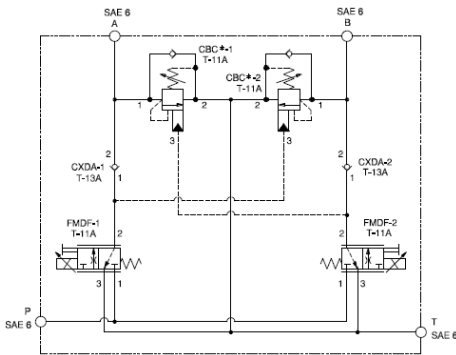 SAE 6
A
SAE 6
B
CBC*-1
T-11A
CBC*-2
T-11A
1
2
3
2
1
3
2
CXDA-1
T-13A
1
2
CXDA-2
T-13A
1
FMDF-1
T-11A
2
3
1
FMDF-2
T-11A
2
1
3
P
SAE 6
T
SAE 6